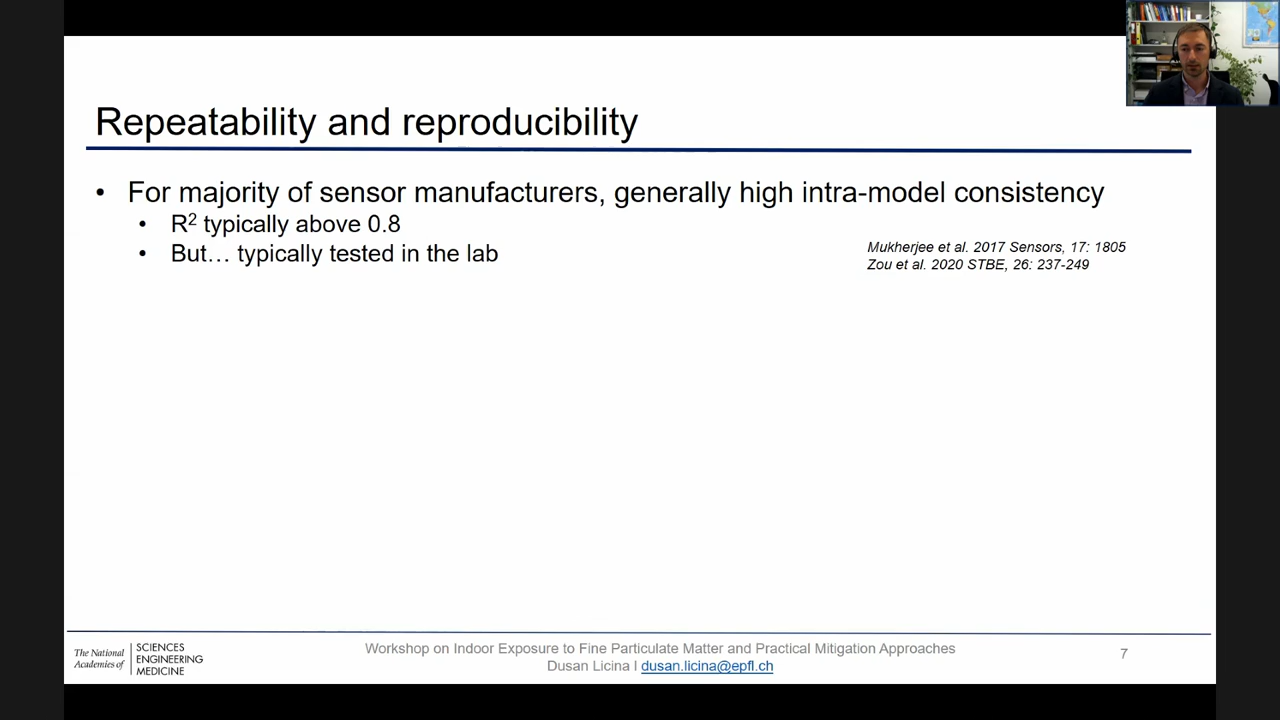 Repeatability and reproducibility
• For majority of sensor manufacturers, generally high intra-model consistency
• R² typically above 0.8
• But… typically tested in the lab
Mukherjee et al. 2017 Sensors, 17: 1805
Zou et al. 2020 STBE, 26: 237-249
The National
Academies of
SCIENCES
ENGINEERING
MEDICINE
Workshop on Indoor Exposure to Fine Particulate Matter and Practical Mitigation Approaches
Dusan Licina I dusan.licina@epfl.ch
7